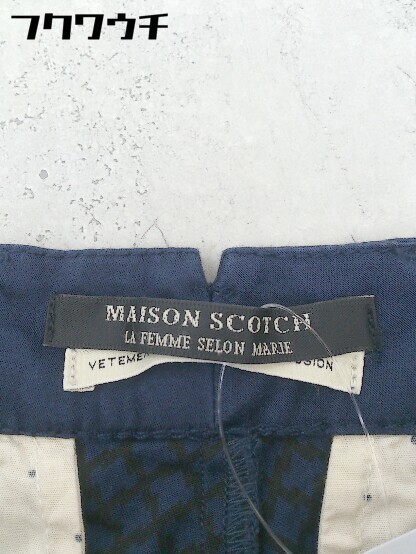 フクワウチ
MAISON SCOTCH
LA FEMME SELON MARIE